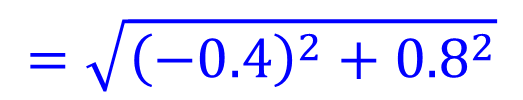 = √((−0.4)² + 0.8²)